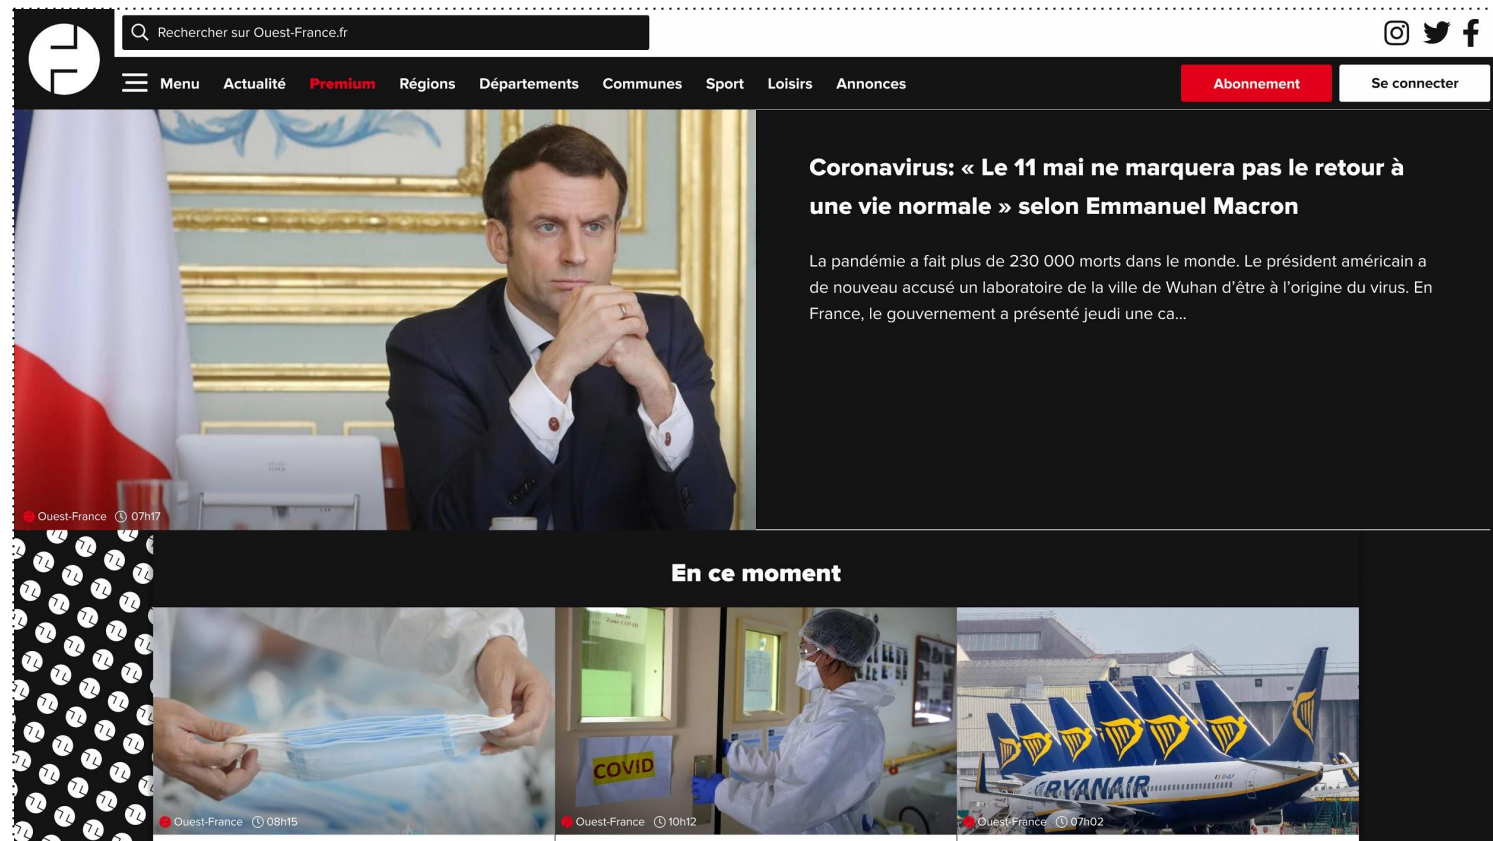 Rechercher sur Ouest-France.fr
Menu Actualité Premium Régions Départements Communes Sport Loisirs Annonces Abonnement Se connecter
Coronavirus: « Le 11 mai ne marquera pas le retour à
une vie normale » selon Emmanuel Macron
La pandémie a fait plus de 230 000 morts dans le monde. Le président américain a
de nouveau accusé un laboratoire de la ville de Wuhan d’être à l’origine du virus. En
France, le gouvernement a présenté jeudi une ca...
Ouest-France 07h17
En ce moment
COVID
RYANAIR
Ouest-France 08h15
Ouest-France 10h12
Ouest-France 07h02